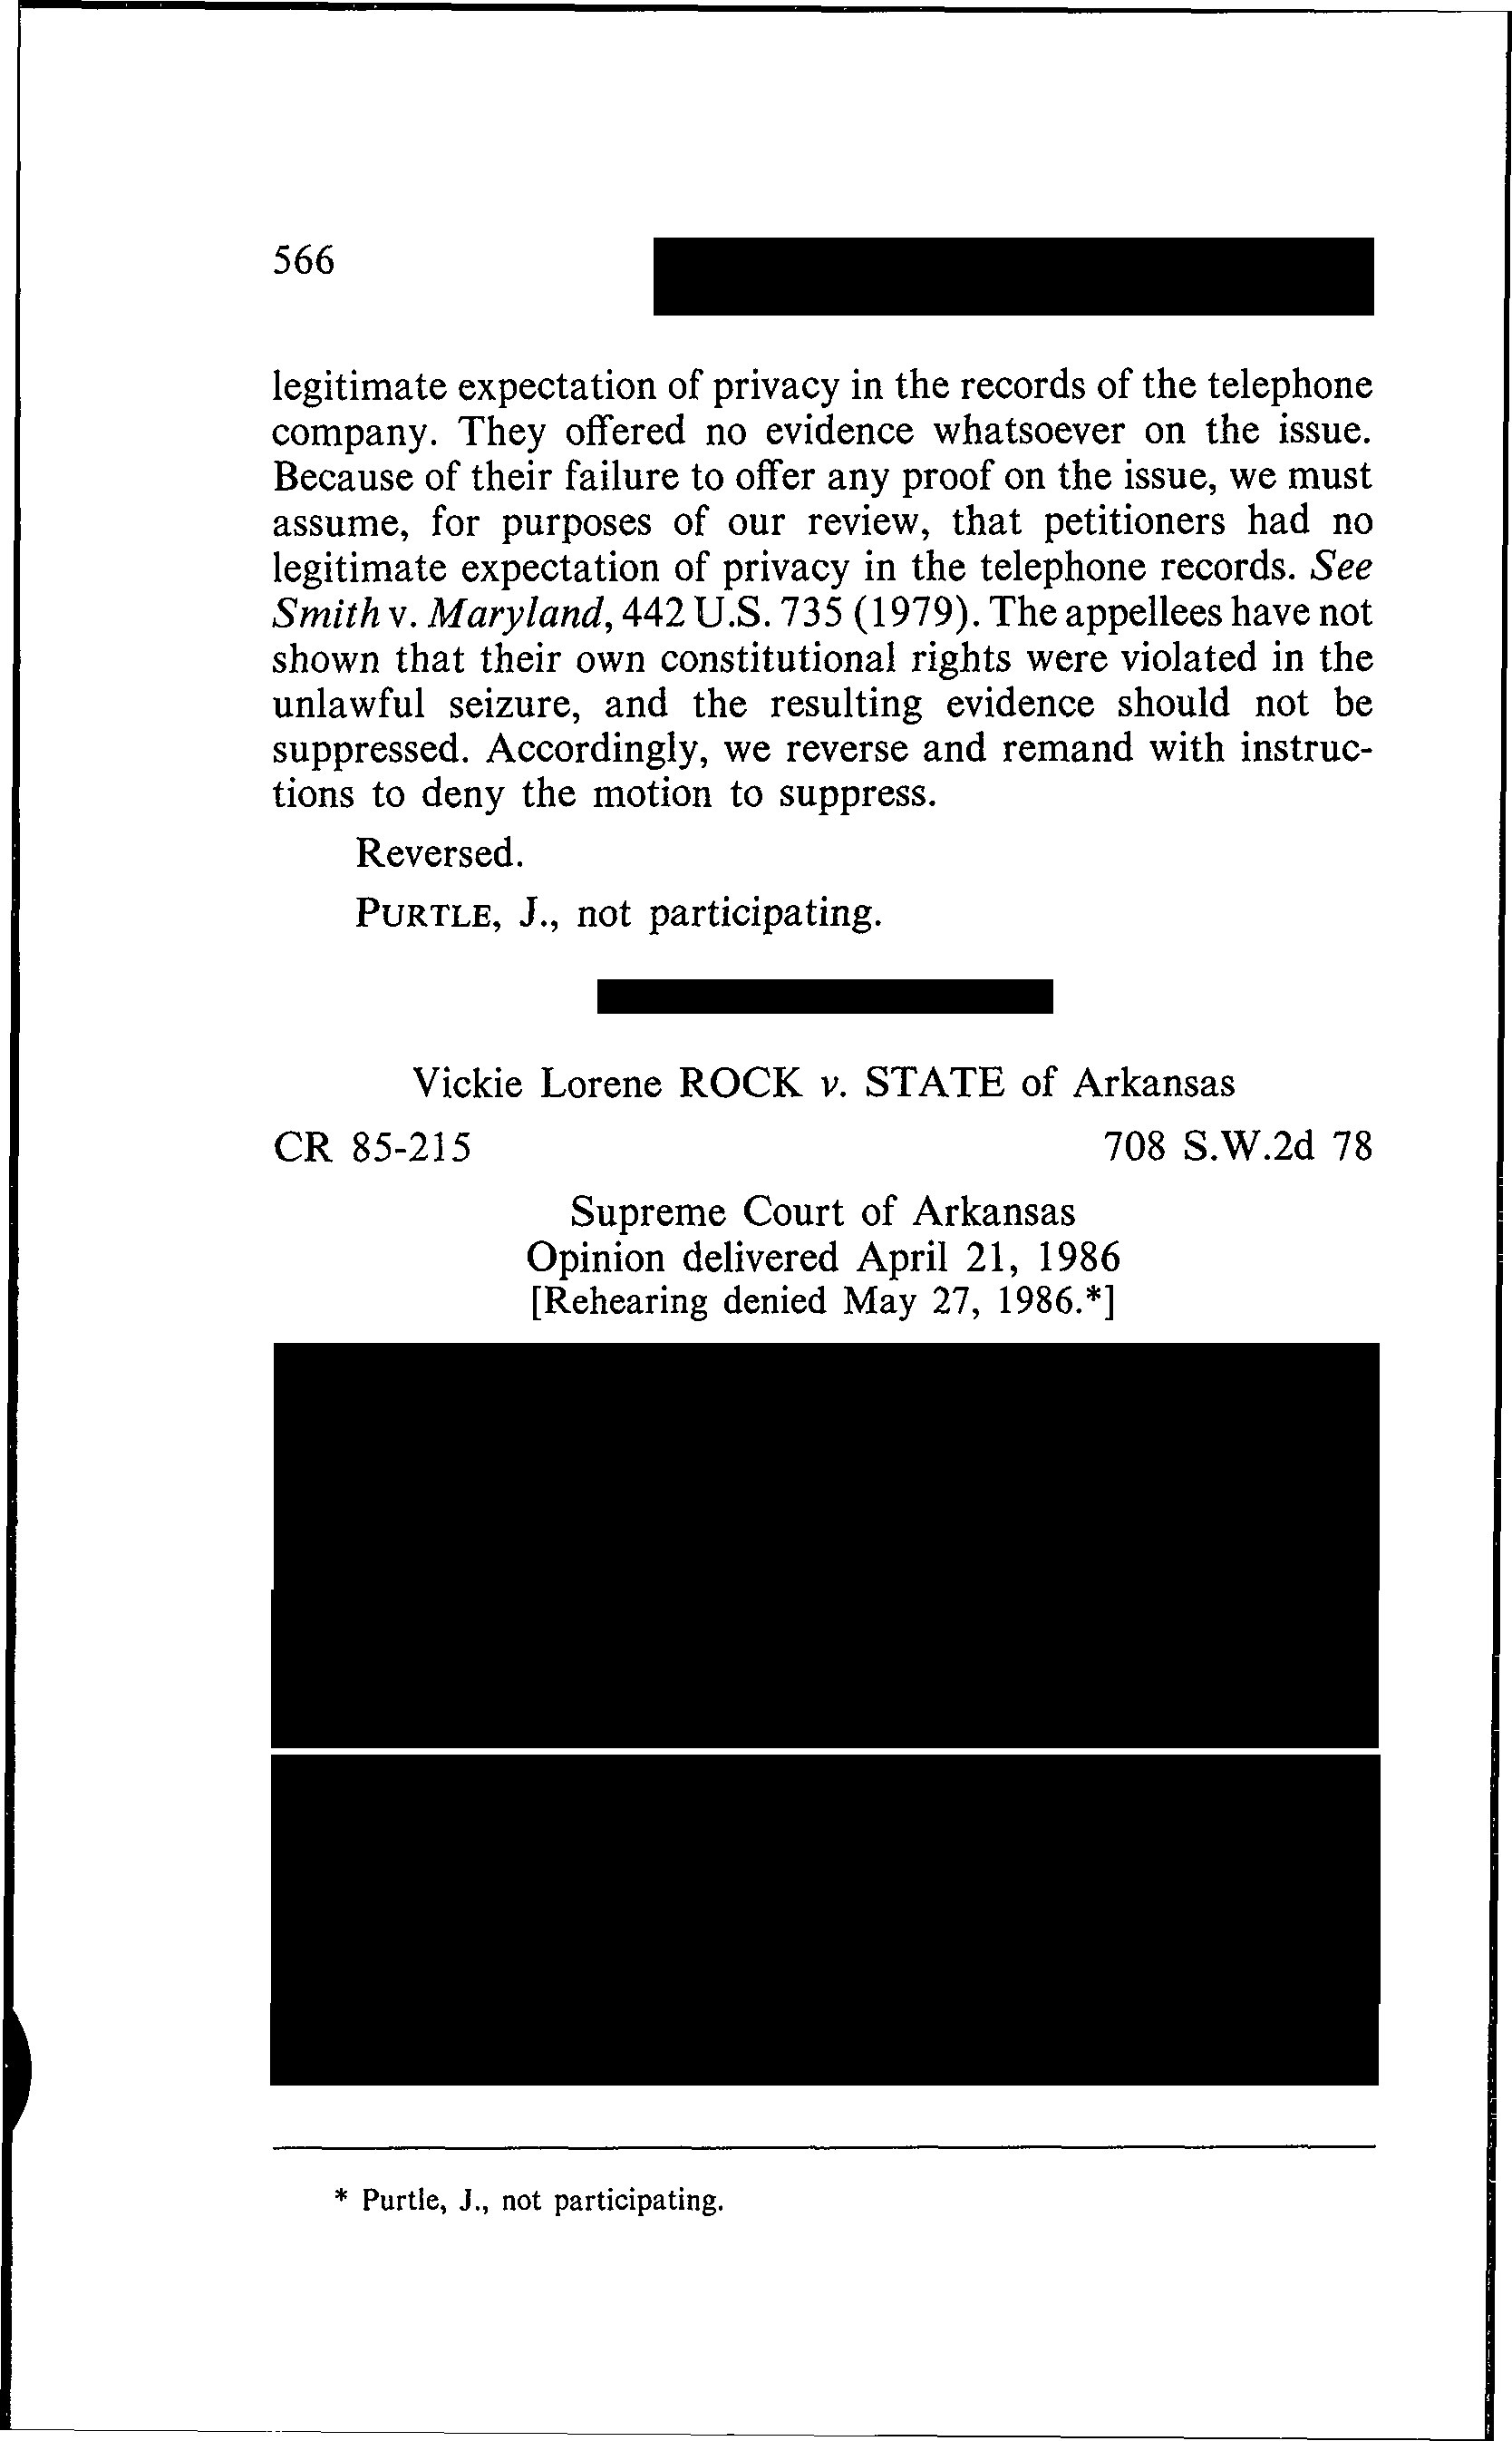 566
legitimate expectation of privacy in the records of the telephone
company. They offered no evidence whatsoever on the issue.
Because of their failure to offer any proof on the issue, we must
assume, for purposes of our review, that petitioners had no
legitimate expectation of privacy in the telephone records. See
Smith v. Maryland, 442 U.S. 735 (1979). The appellees have not
shown that their own constitutional rights were violated in the
unlawful seizure, and the resulting evidence should not be
suppressed. Accordingly, we reverse and remand with instruc-
tions to deny the motion to suppress.
Reversed.
PURTLE, J., not participating.
Vickie Lorene ROCK v. STATE of Arkansas
CR 85-215 708 S.W.2d 78
Supreme Court of Arkansas
Opinion delivered April 21, 1986
[Rehearing denied May 27, 1986.*]
* Purtle, J., not participating.